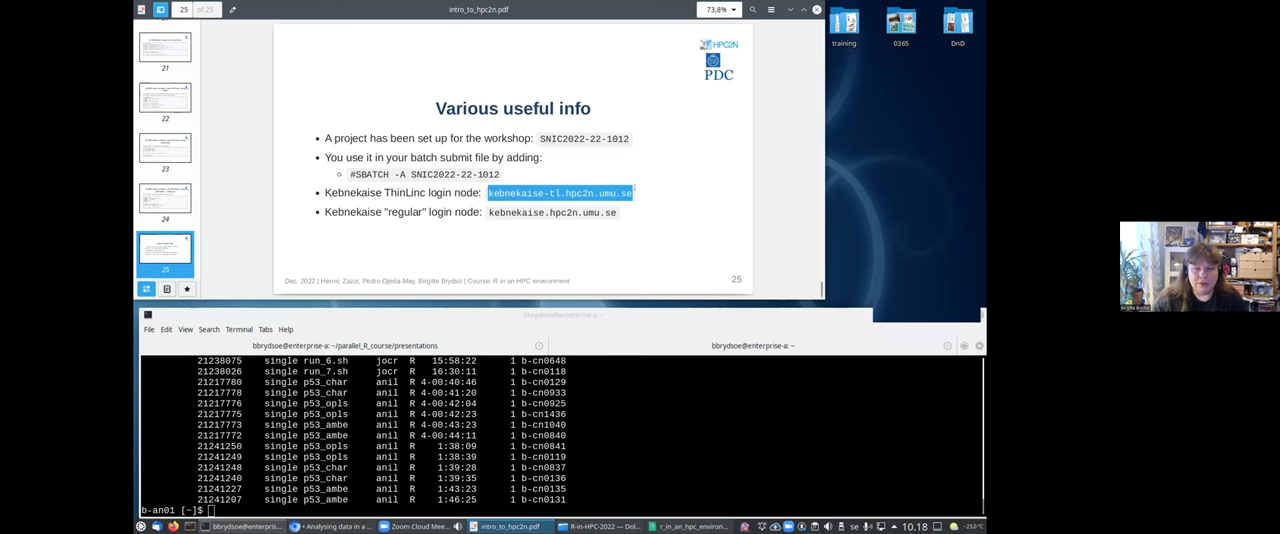 25 of 25
intro_to_hpc2n.pdf
73,8%
training
0365
DnD
21
22
23
24
25
HPC2N
PDC
Various useful info
• A project has been set up for the workshop: SNIC2022-22-1012
• You use it in your batch submit file by adding:
#SBATCH -A SNIC2022-22-1012
• Kebnekaise ThinLinc login node: kebnekaise-tl.hpc2n.umu.se
• Kebnekaise "regular" login node: kebnekaise.hpc2n.umu.se
Dec. 2022 | Henric Zazzi, Pedro Ojeda-May, Birgitte Brydsö | Course: R in an HPC environment
25
bbrydsoe@enterprise-a: ~
File Edit View Search Terminal Tabs Help
bbrydsoe@enterprise-a: ~/parallel_R_course/presentations
bbrydsoe@enterprise-a: ~
21238075 single run_6.sh jocr R 15:58:22 1 b-cn0648
21238026 single run_7.sh jocr R 16:30:11 1 b-cn0118
21217780 single p53_char anil R 4-00:40:46 1 b-cn0129
21217778 single p53_char anil R 4-00:41:20 1 b-cn0933
21217776 single p53_opls anil R 4-00:42:04 1 b-cn0925
21217775 single p53_opls anil R 4-00:42:23 1 b-cn1436
21217773 single p53_ambe anil R 4-00:43:23 1 b-cn1040
21217772 single p53_ambe anil R 4-00:44:11 1 b-cn0840
21241250 single p53_opls anil R 1:38:09 1 b-cn0841
21241249 single p53_opls anil R 1:38:39 1 b-cn0119
21241248 single p53_char anil R 1:39:28 1 b-cn0837
21241240 single p53_char anil R 1:39:35 1 b-cn0136
21241227 single p53_ambe anil R 1:43:23 1 b-cn0135
21241207 single p53_ambe anil R 1:46:25 1 b-cn0131
b-an01 [~]$
bbrydsoe@enterprise...
Analysing data in a ...
Zoom Cloud Mee...
intro_to_hpc2n.pdf
R-in-HPC-2022 — Dol...
r_in_an_hpc_environ...
se
10.18
-23,0 °C
Birgitte Brydsö